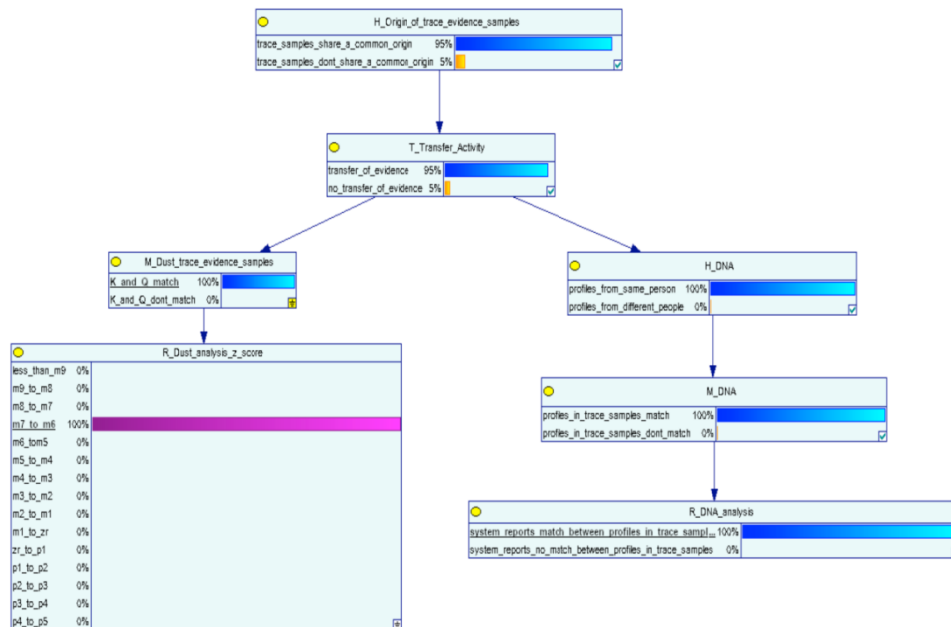 H_Origin_of_trace_evidence_samples
trace_samples_share_a_common_origin 95%
trace_samples_dont_share_a_common_origin 5%
T_Transfer_Activity
transfer_of_evidence 95%
no_transfer_of_evidence 5%
M_Dust_trace_evidence_samples
K_and_Q_match 100%
K_and_Q_dont_match 0%
H_DNA
profiles_from_same_person 100%
profiles_from_different_people 0%
R_Dust_analysis_z_score
less_than_m9 0%
m9_to_m8 0%
m8_to_m7 0%
m7_to_m6 100%
m6_tom5 0%
m5_to_m4 0%
m4_to_m3 0%
m3_to_m2 0%
m2_to_m1 0%
m1_to_zr 0%
zr_to_p1 0%
p1_to_p2 0%
p2_to_p3 0%
p3_to_p4 0%
p4_to_p5 0%
M_DNA
profiles_in_trace_samples_match 100%
profiles_in_trace_samples_dont_match 0%
R_DNA_analysis
system_reports_match_between_profiles_in_trace_sampl... 100%
system_reports_no_match_between_profiles_in_trace_samples 0%